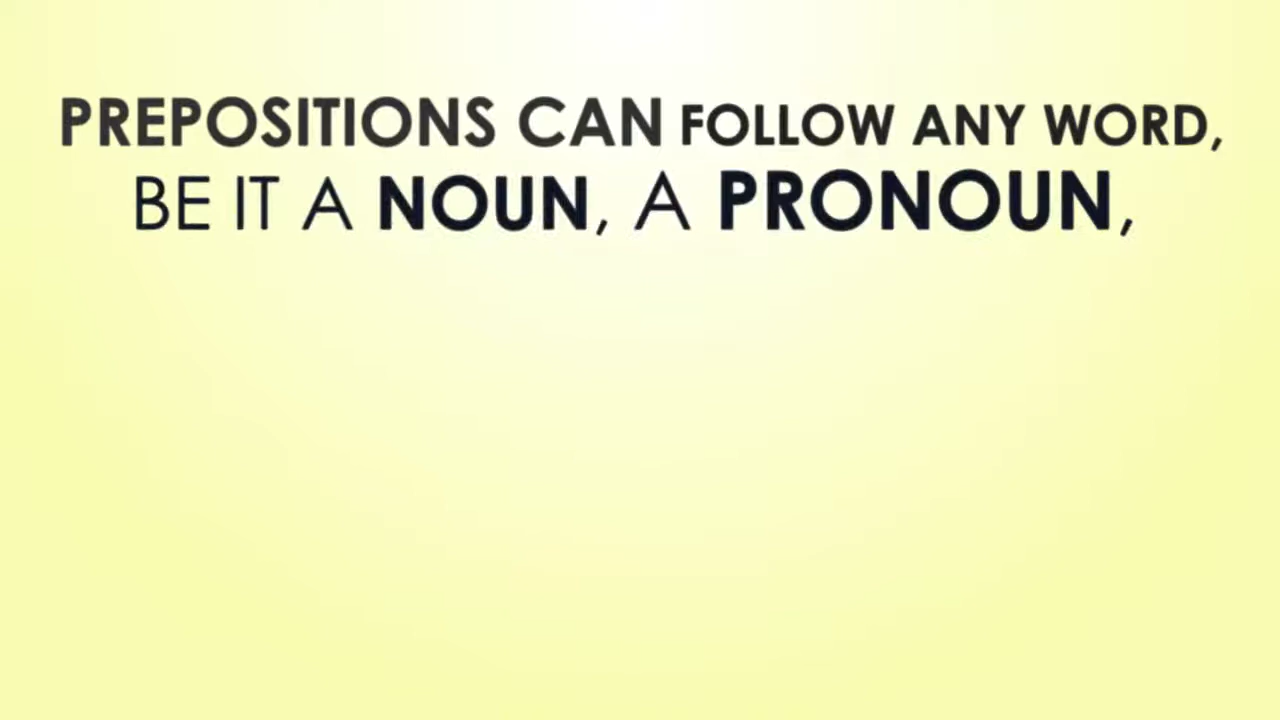 PREPOSITIONS CAN FOLLOW ANY WORD,
BE IT A NOUN, A PRONOUN,